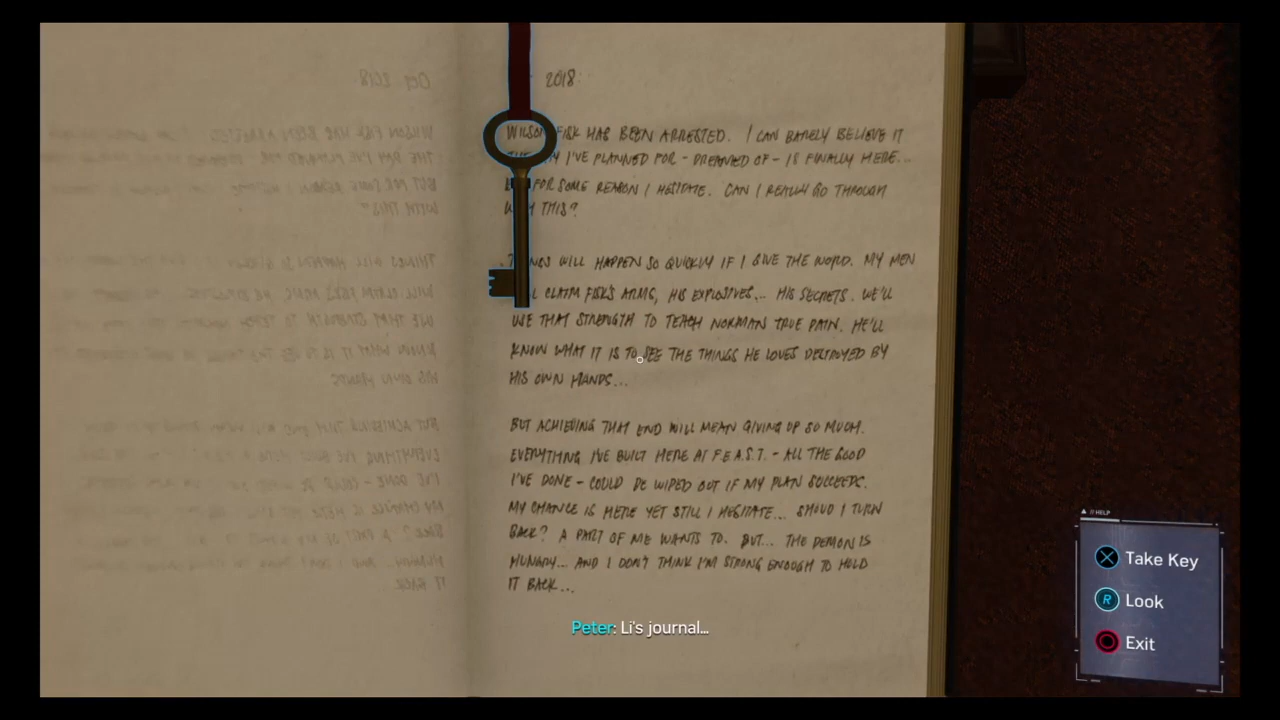 OCT 2018
2018
WILSON FISK HAS BEEN ARRESTED. I CAN BARELY BELIEVE IT
I'VE PLANNED FOR - DREAMED OF - IS FINALLY HERE...
FOR SOME REASON I HESITATE. CAN I REALLY GO THROUGH
THIS?
THINGS WILL HAPPEN SO QUICKLY IF I GIVE THE WORD. MY MEN
CLAIM FISK'S ARMS, HIS EXPLOSIVES... HIS SECRETS. WE'LL
USE THAT STRENGTH TO TEACH NORMAN TRUE PAIN. HE'LL
KNOW WHAT IT IS TO SEE THE THINGS HE LOVES DESTROYED BY
HIS OWN HANDS...
BUT ACHIEVING THAT END WILL MEAN GIVING UP SO MUCH.
EVERYTHING I'VE BUILT HERE AT F.E.A.S.T. - ALL THE GOOD
I'VE DONE - COULD BE WIPED OUT IF MY PLAN SUCCEEDS.
MY CHANCE IS HERE YET STILL I HESITATE... SHOULD I TURN
BACK? A PART OF ME WANTS TO. BUT... THE DEMON IS
HUNGRY... AND I DON'T THINK I'M STRONG ENOUGH TO HOLD
IT BACK...
Peter: Li's journal...
// HELP
Take Key
R Look
Exit